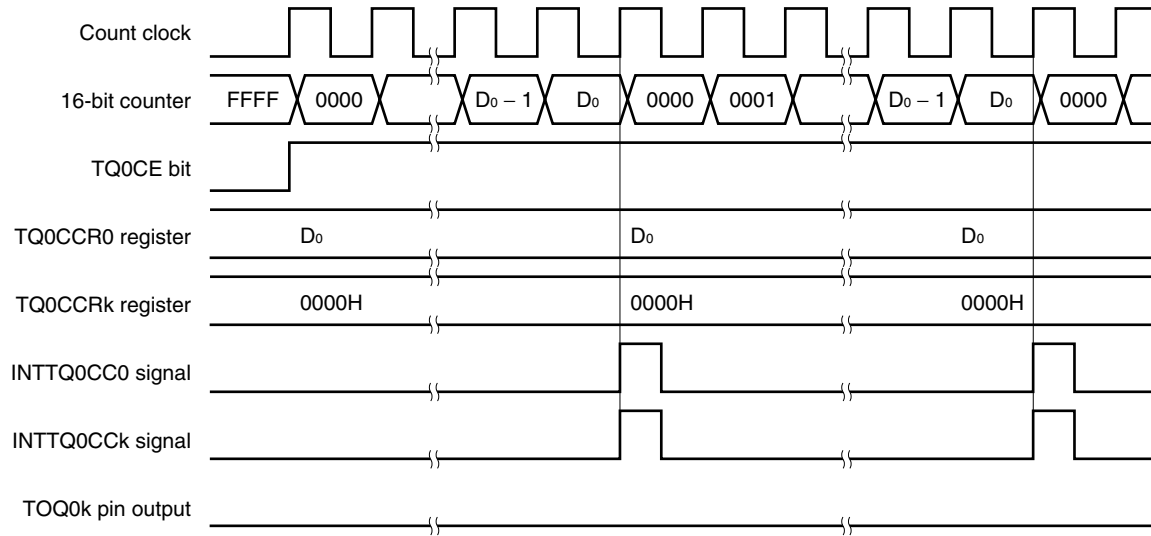 Count clock
16-bit counter FFFF 0000 D₀ − 1 D₀ 0000 0001 D₀ − 1 D₀ 0000
TQ0CE bit
TQ0CCR0 register D₀ D₀ D₀
TQ0CCRk register 0000H 0000H 0000H
INTTQ0CC0 signal
INTTQ0CCk signal
TOQ0k pin output